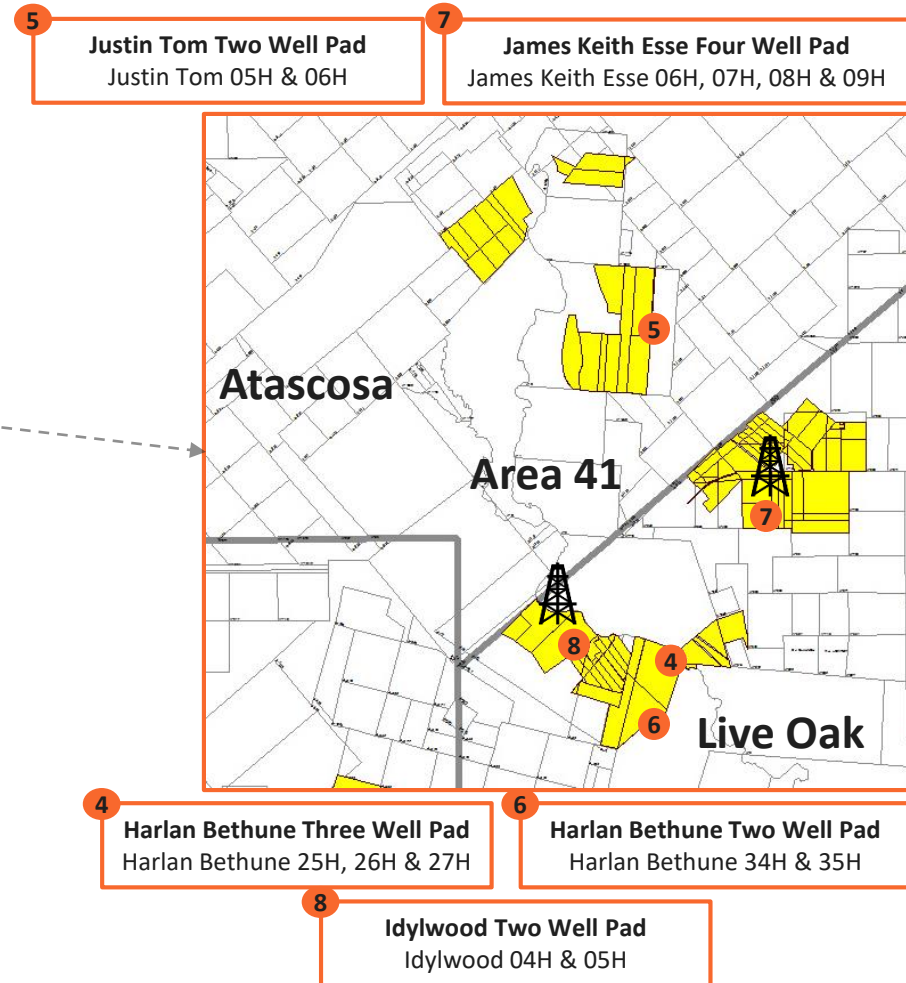 5
Justin Tom Two Well Pad
Justin Tom 05H & 06H
7
James Keith Esse Four Well Pad
James Keith Esse 06H, 07H, 08H & 09H
5
Atascosa
Area 41
7
8
4
6
Live Oak
4
Harlan Bethune Three Well Pad
Harlan Bethune 25H, 26H & 27H
6
Harlan Bethune Two Well Pad
Harlan Bethune 34H & 35H
8
Idylwood Two Well Pad
Idylwood 04H & 05H